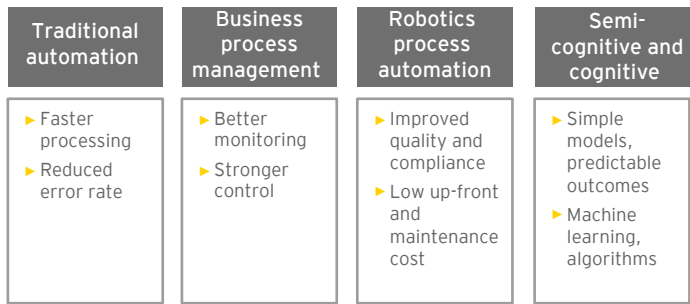 Traditional
automation
Business
process
management
Robotics
process
automation
Semi-
cognitive and
cognitive
► Faster
processing
► Reduced
error rate
► Better
monitoring
► Stronger
control
► Improved
quality and
compliance
► Low up-front
and
maintenance
cost
► Simple
models,
predictable
outcomes
► Machine
learning,
algorithms